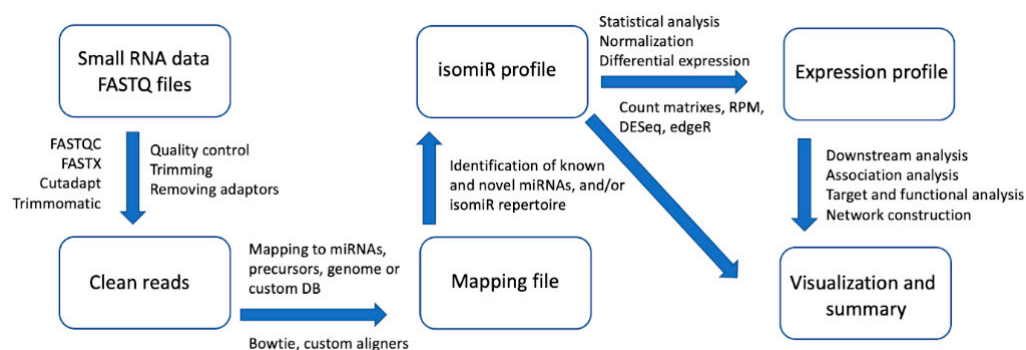 Small RNA data
FASTQ files
FASTQC
FASTX
Cutadapt
Trimmomatic
Quality control
Trimming
Removing adaptors
Clean reads
Mapping to miRNAs,
precursors, genome or
custom DB
Bowtie, custom aligners
Mapping file
Identification of known
and novel miRNAs, and/or
isomiR repertoire
isomiR profile
Statistical analysis
Normalization
Differential expression
Count matrixes, RPM,
DESeq, edgeR
Expression profile
Downstream analysis
Association analysis
Target and functional analysis
Network construction
Visualization and
summary